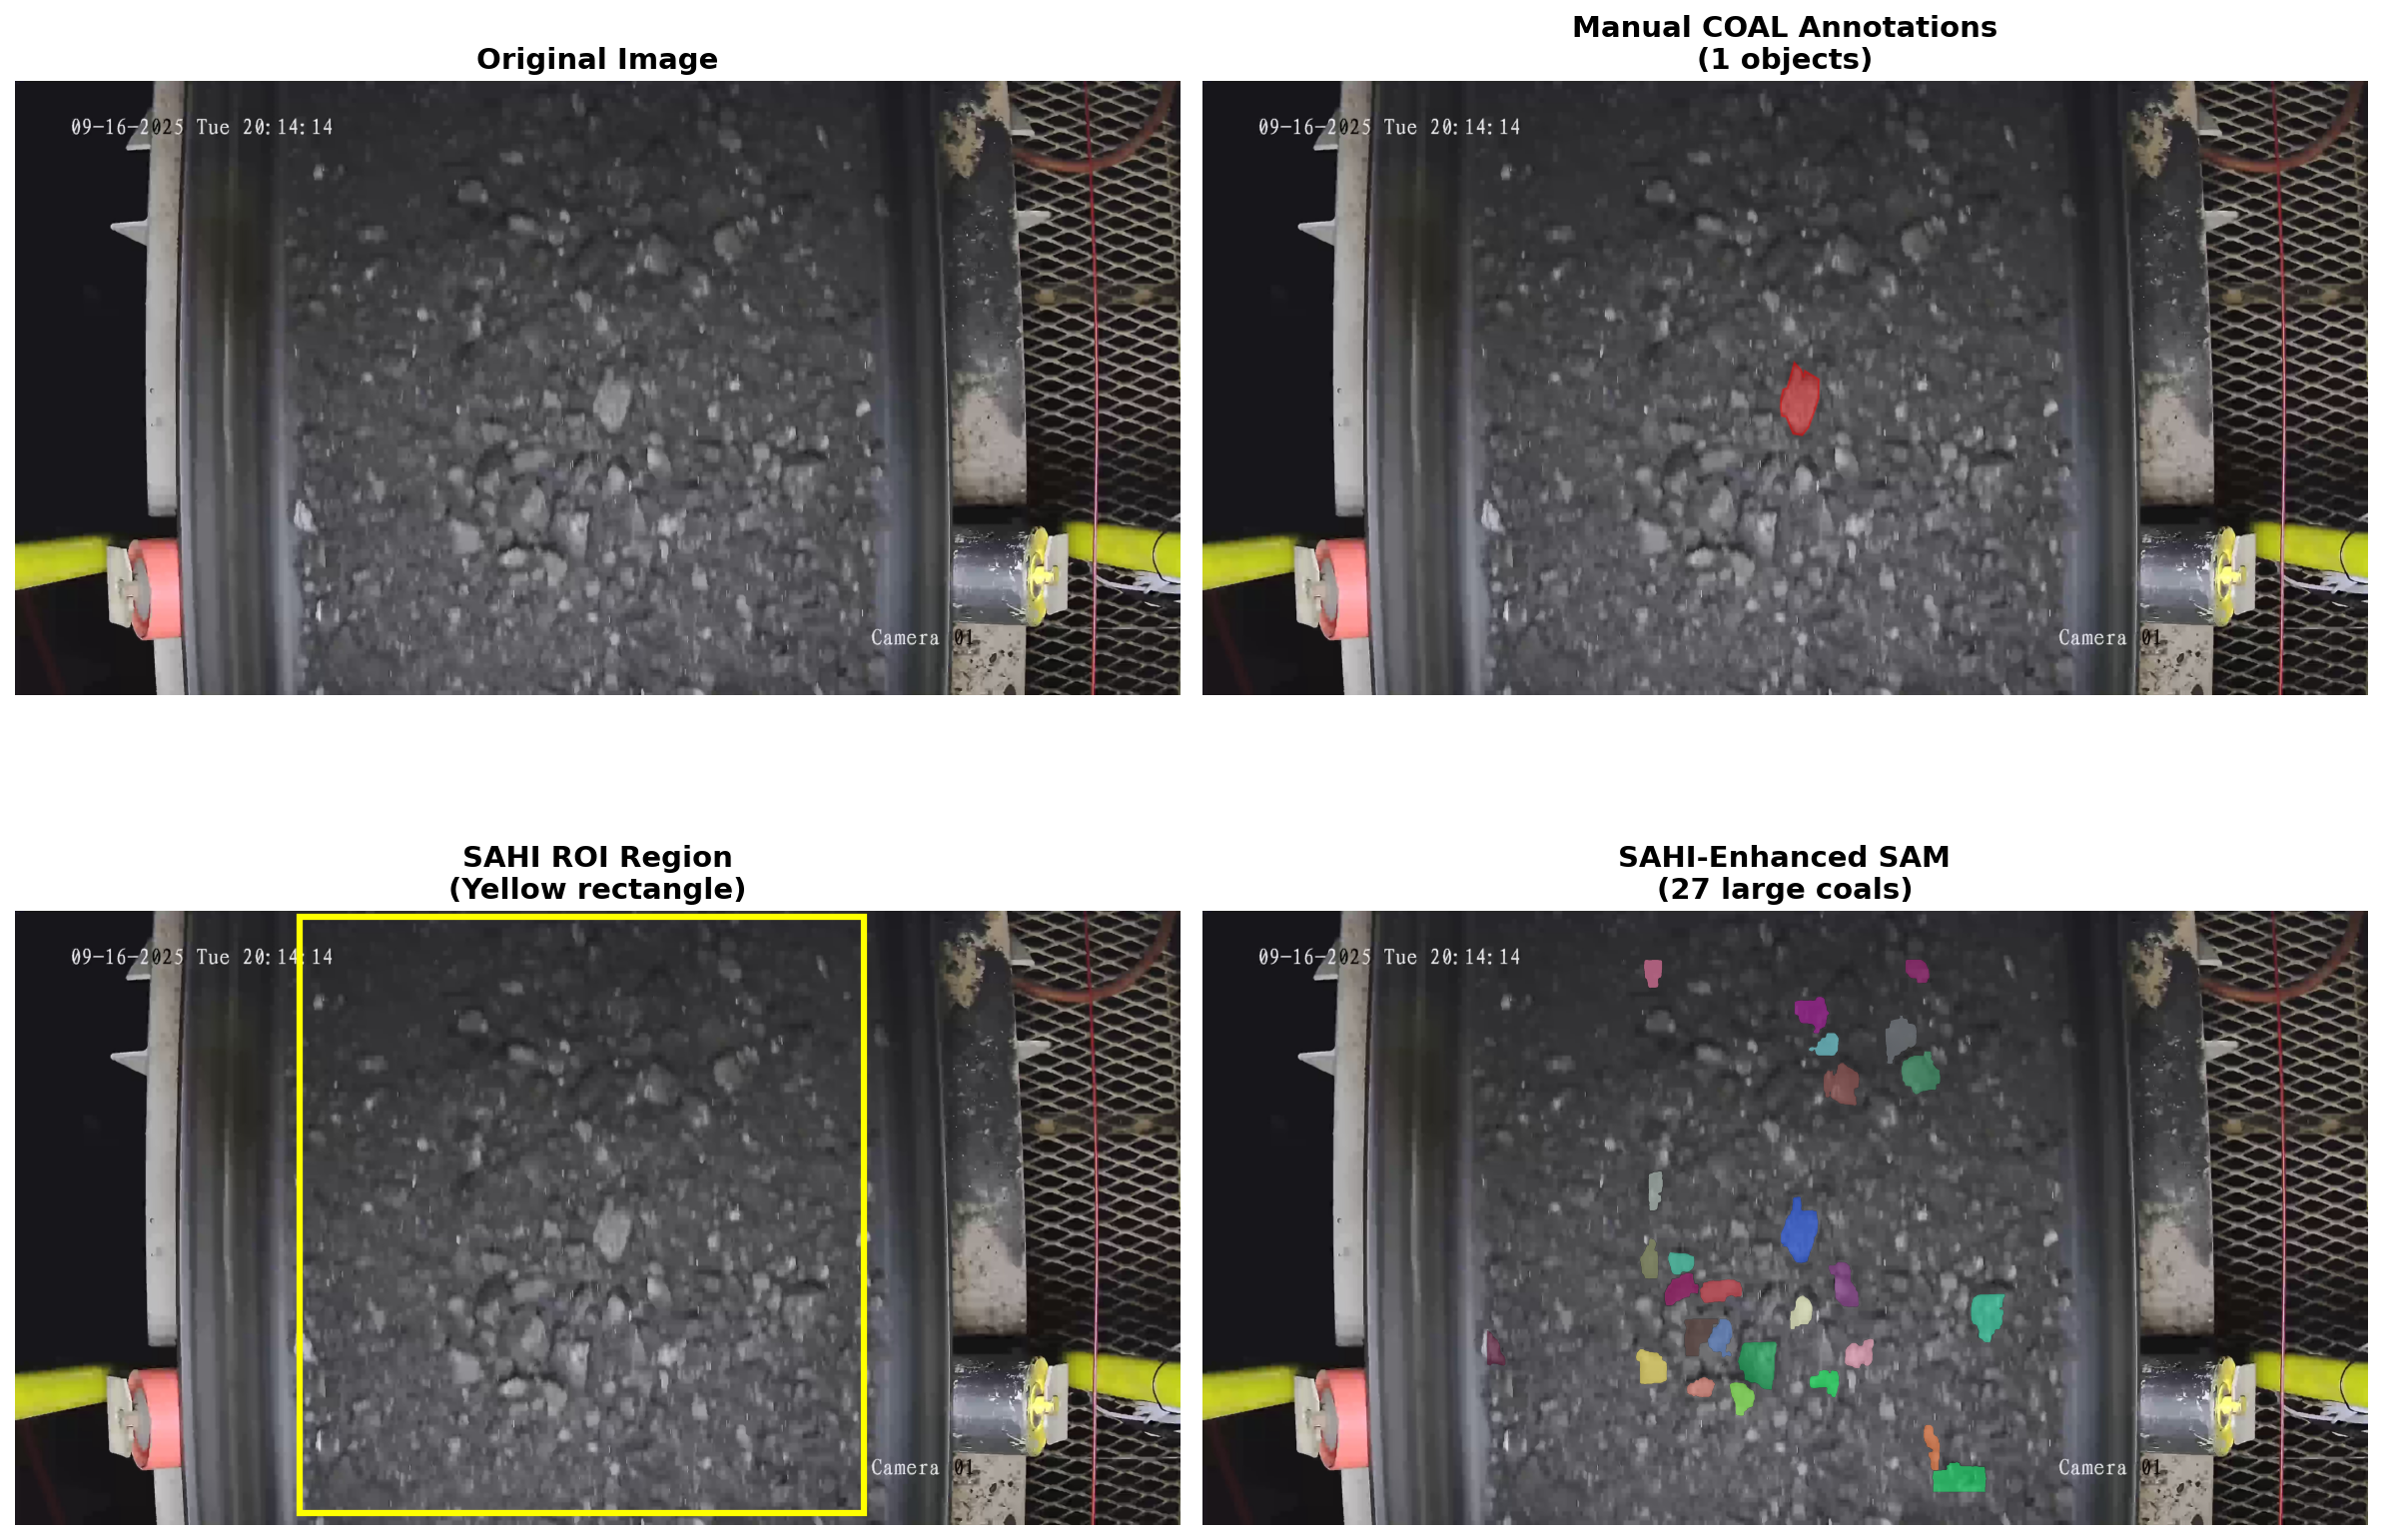 Original Image
09-16-2025 Tue 20:14:14
Camera 01
Manual COAL Annotations
(1 objects)
09-16-2025 Tue 20:14:14
Camera 01
SAHI ROI Region
(Yellow rectangle)
09-16-2025 Tue 20:14:14
Camera 01
SAHI-Enhanced SAM
(27 large coals)
09-16-2025 Tue 20:14:14
Camera 01